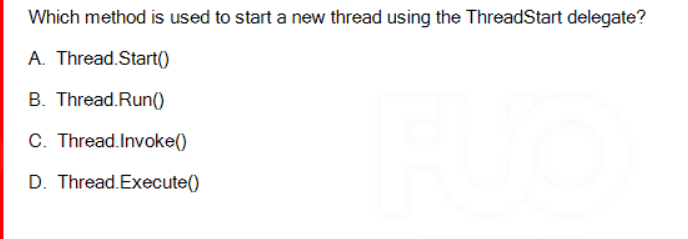 Which method is used to start a new thread using the ThreadStart delegate?
A. Thread.Start()
B. Thread.Run()
C. Thread.Invoke()
D. Thread.Execute()
FUO